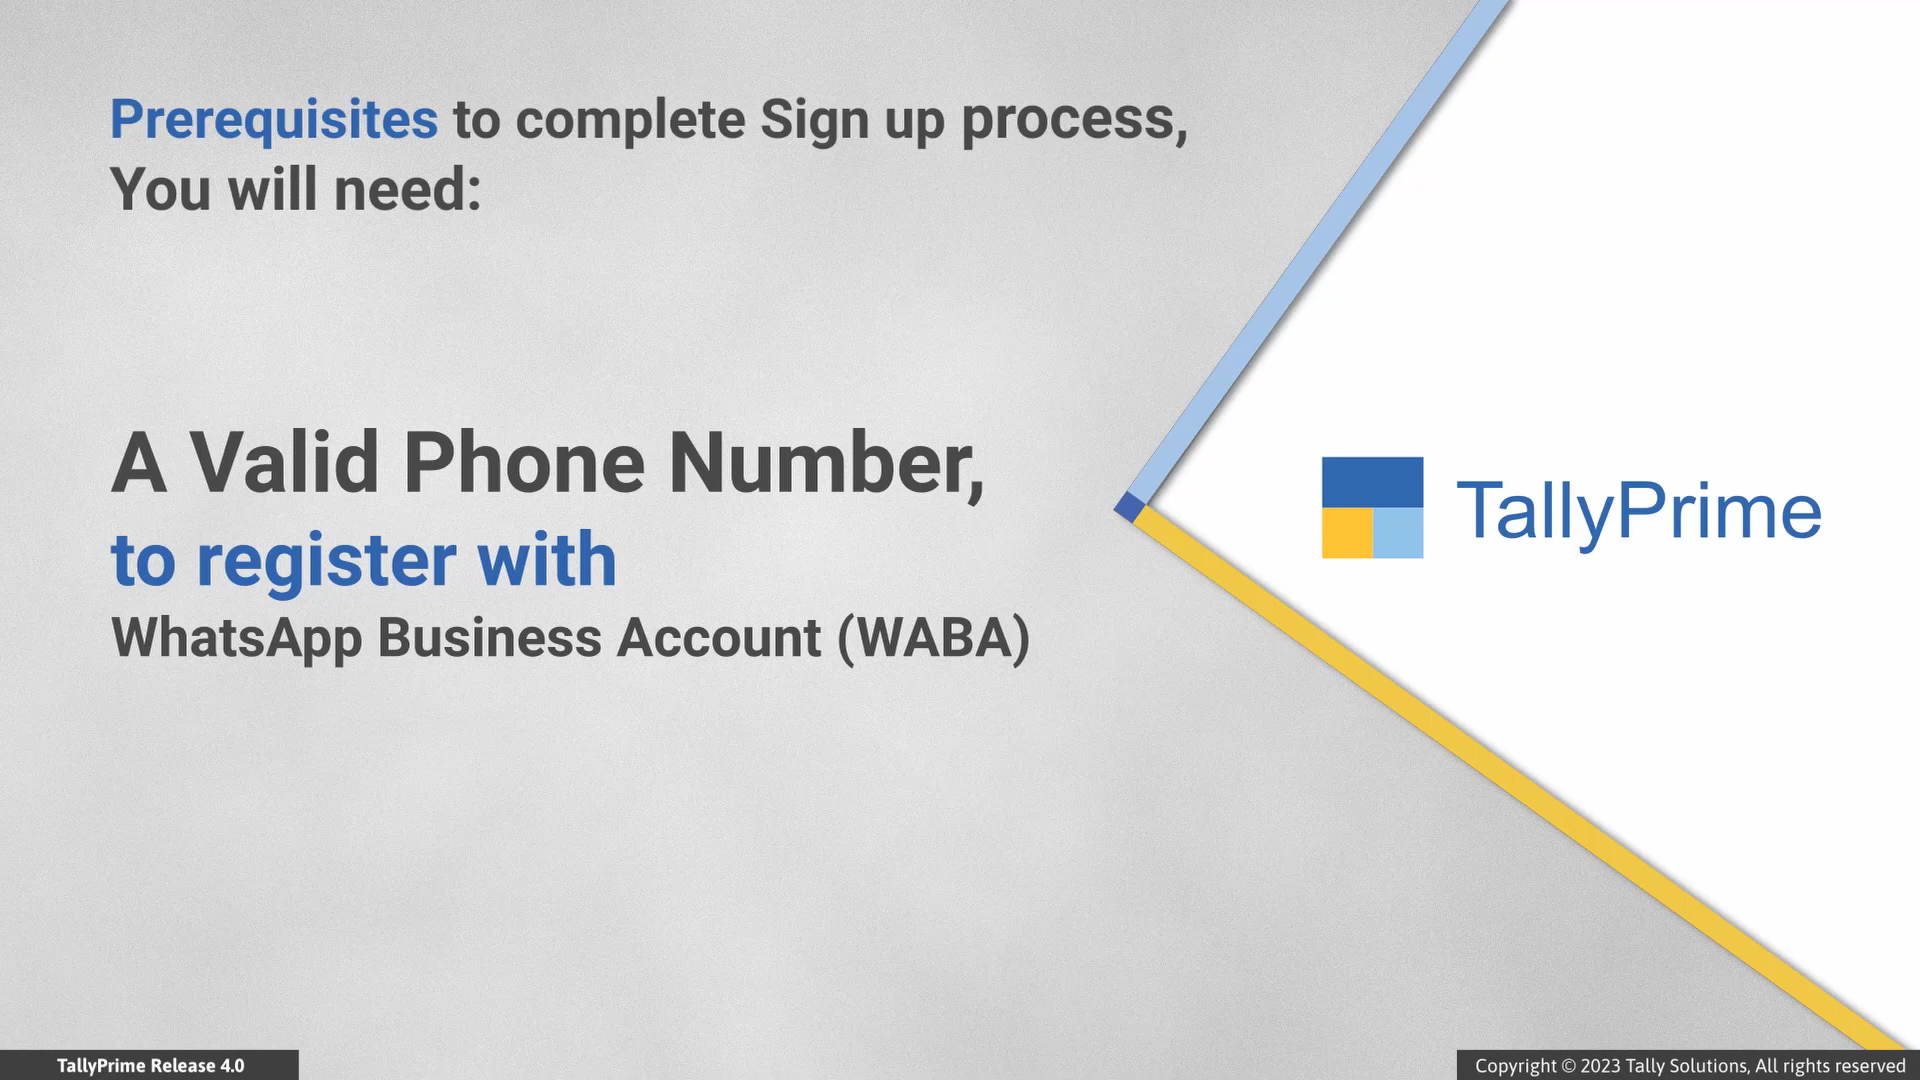 Prerequisites to complete Sign up process,
You will need:
A Valid Phone Number,
to register with
WhatsApp Business Account (WABA)
TallyPrime
TallyPrime Release 4.0
Copyright © 2023 Tally Solutions, All rights reserved